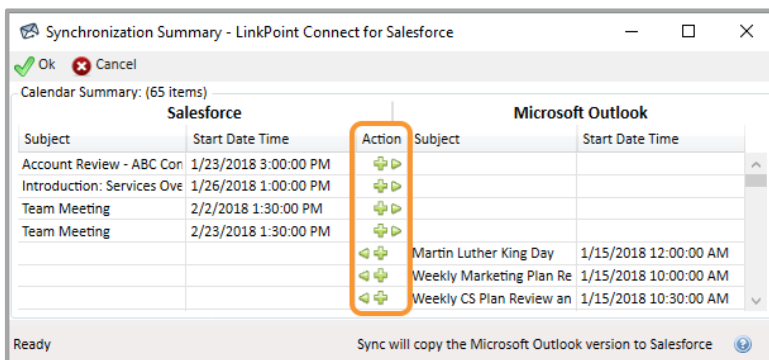 Synchronization Summary - LinkPoint Connect for Salesforce
Ok Cancel
Calendar Summary: (65 items)
Salesforce Microsoft Outlook
Subject Start Date Time Action Subject Start Date Time
Account Review - ABC Con 1/23/2018 3:00:00 PM
Introduction: Services Ove 1/26/2018 1:00:00 PM
Team Meeting 2/2/2018 1:30:00 PM
Team Meeting 2/23/2018 1:30:00 PM
Martin Luther King Day 1/15/2018 12:00:00 AM
Weekly Marketing Plan Re 1/15/2018 10:00:00 AM
Weekly CS Plan Review an 1/15/2018 10:30:00 AM
Ready Sync will copy the Microsoft Outlook version to Salesforce ?